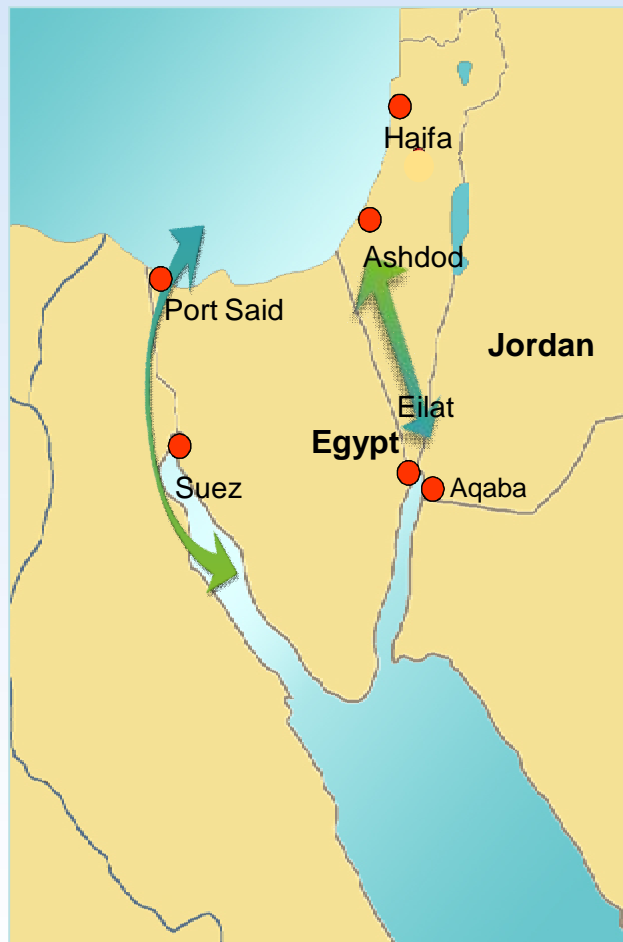 Haifa
Ashdod
Port Said
Jordan
Eilat
Egypt
Suez
Aqaba